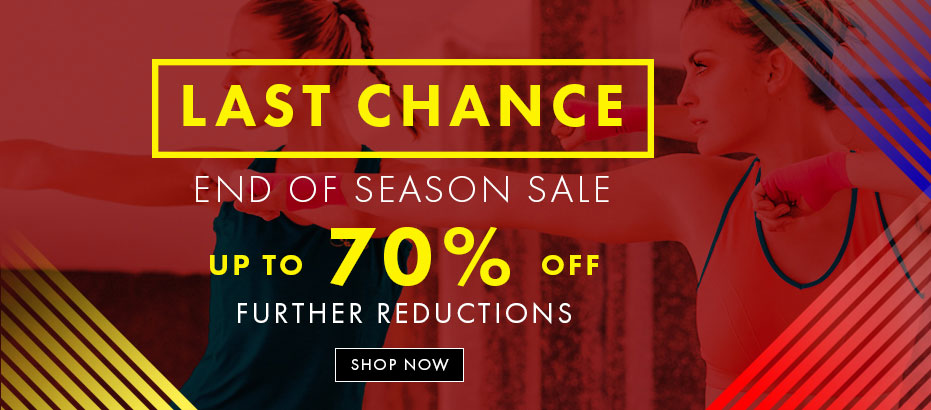 LAST CHANCE
END OF SEASON SALE
UP TO 70% OFF
FURTHER REDUCTIONS
SHOP NOW